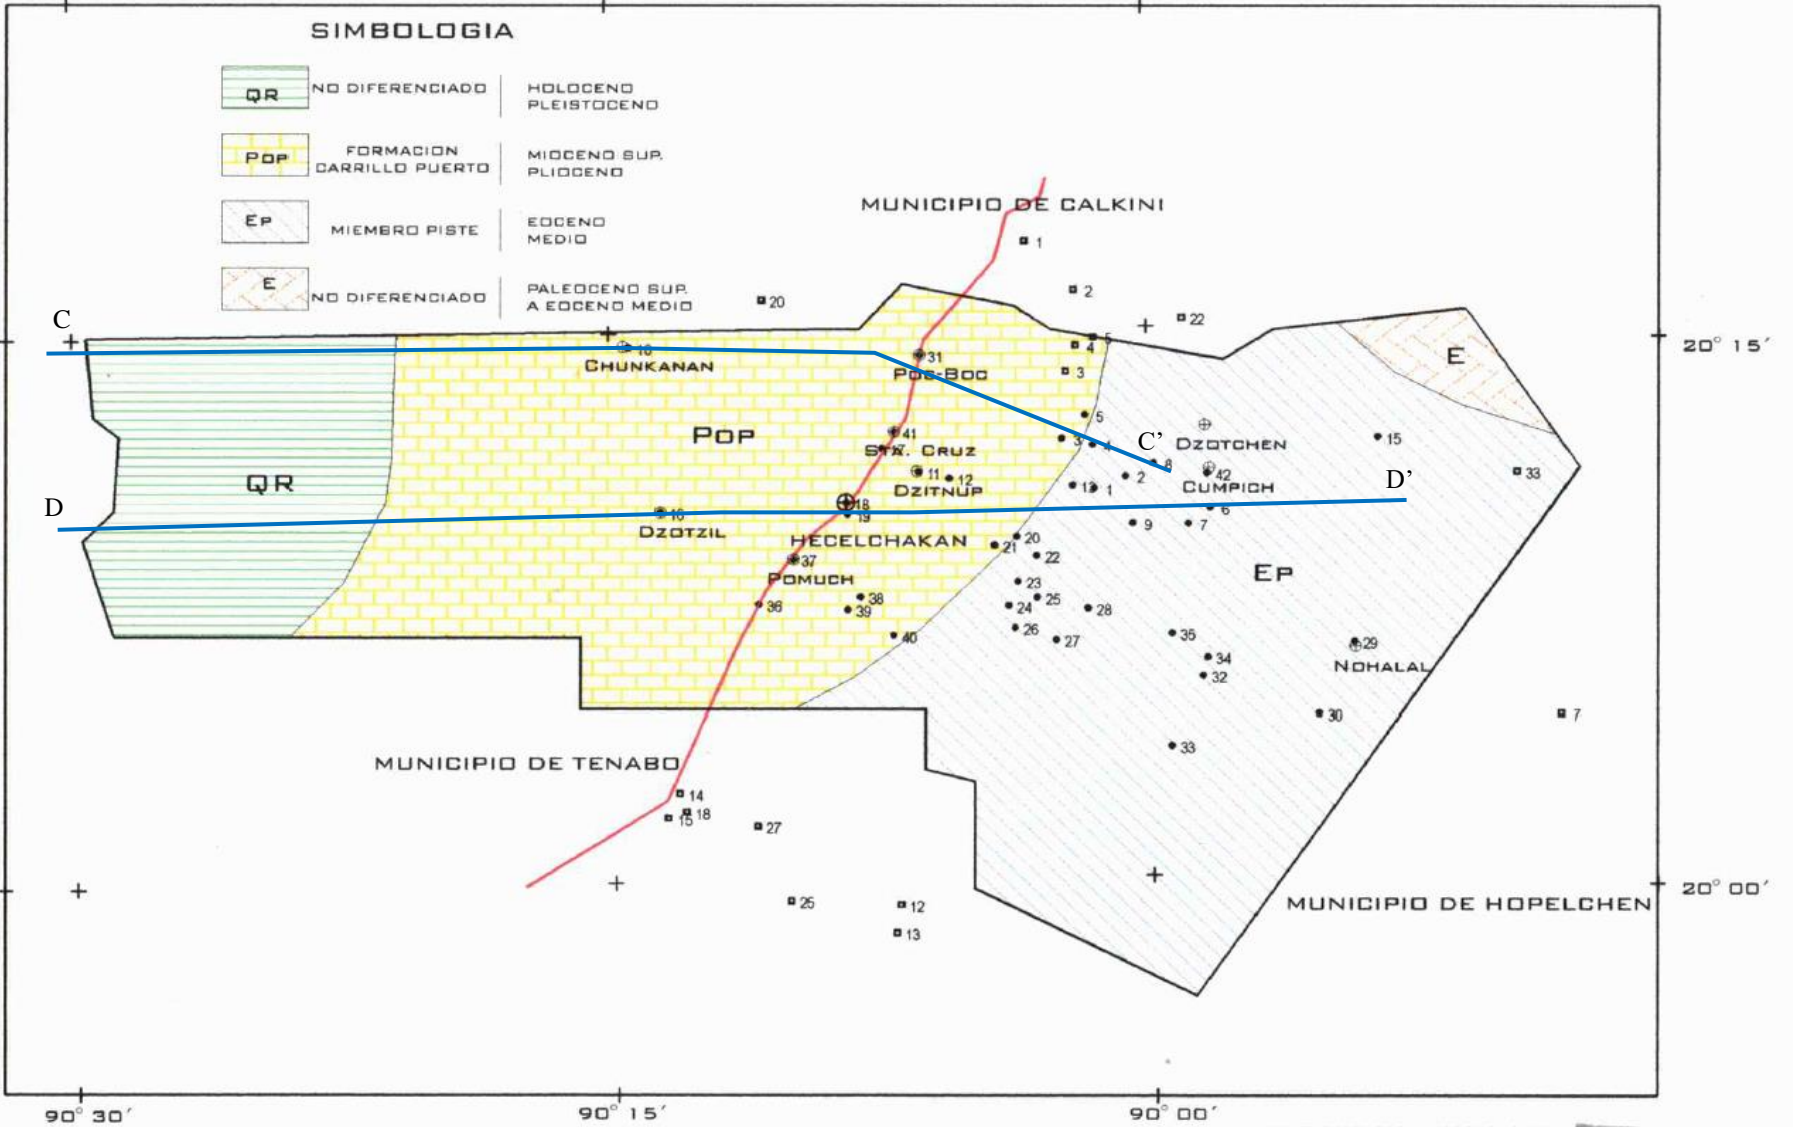 SIMBOLOGIA
QR NO DIFERENCIADO HOLOCENO
PLEISTOCENO
POP FORMACION
CARRILLO PUERTO MIOCENO SUP.
PLIOCENO
EP MIEMBRO PISTE EOCENO
MEDIO
E NO DIFERENCIADO PALEOCENO SUP.
A EOCENO MEDIO
MUNICIPIO DE CALKINI
1
2
20
22
C
5
4
20° 15′
31
CHUNKANAN
POC-BOC
3
E
5
POP
41
3
4
C’
DZOTCHEN
15
STA. CRUZ
8
QR
11
12
2
42
33
DZITNUP
1
CUMPICH
D’
D
18
19
6
DZOTZIL
9
7
HECELCHAKAN
20
21
22
37
EP
POMUCH
23
36
38
39
24
25
28
40
26
27
35
29
34
NOHALAL
32
30
7
33
MUNICIPIO DE TENABO
14
15
18
27
20° 00′
25
12
MUNICIPIO DE HOPELCHEN
13
90° 30′
90° 15′
90° 00′